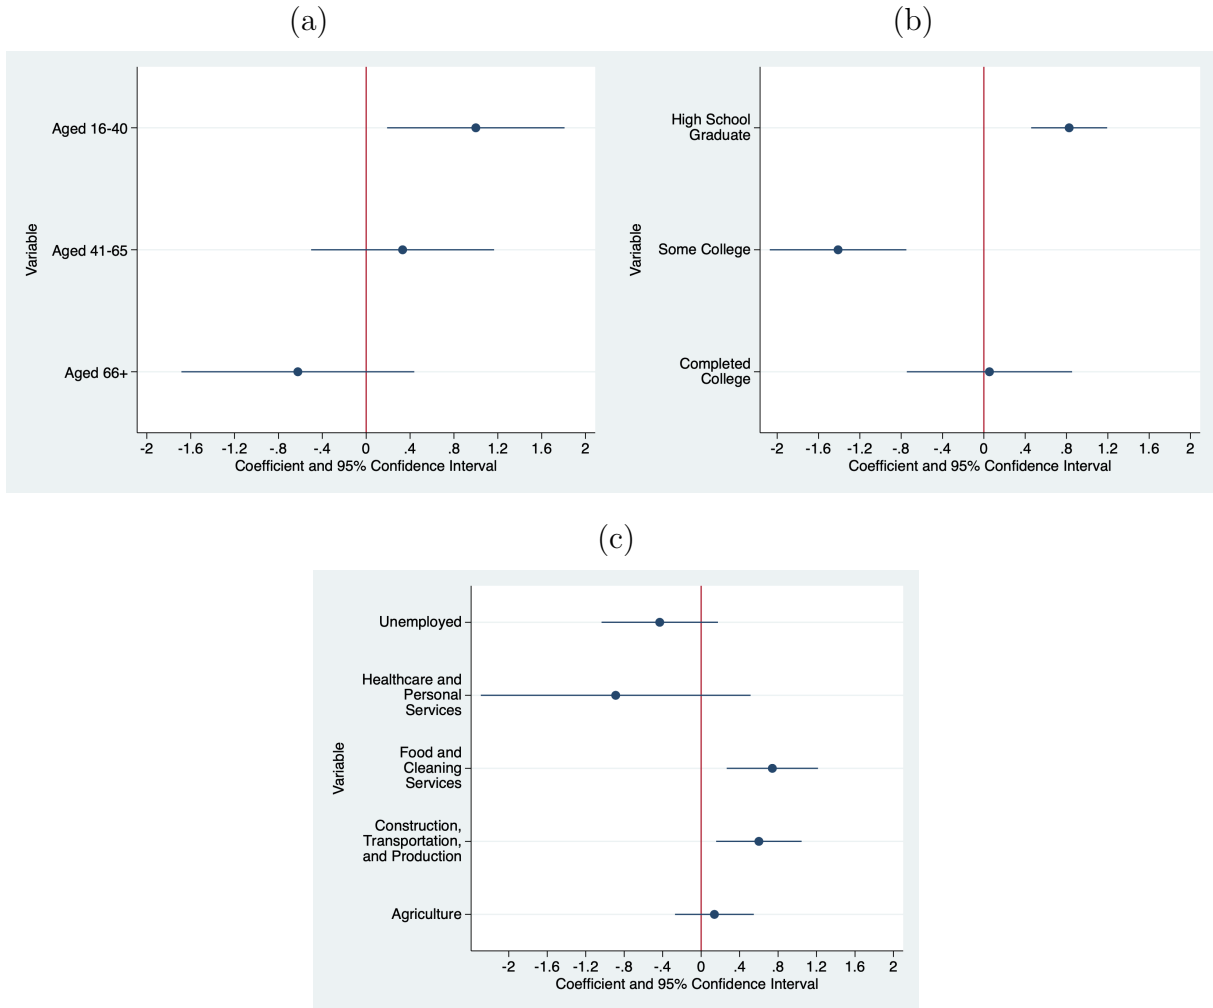 (a)
Aged 16-40
Aged 41-65
Aged 66+
Variable
-2 -1.6 -1.2 -.8 -.4 0 .4 .8 1.2 1.6 2
Coefficient and 95% Confidence Interval
(b)
High School
Graduate
Some College
Completed
College
Variable
-2 -1.6 -1.2 -.8 -.4 0 .4 .8 1.2 1.6 2
Coefficient and 95% Confidence Interval
(c)
Unemployed
Healthcare and
Personal
Services
Food and
Cleaning
Services
Construction,
Transportation,
and Production
Agriculture
Variable
-2 -1.6 -1.2 -.8 -.4 0 .4 .8 1.2 1.6 2
Coefficient and 95% Confidence Interval